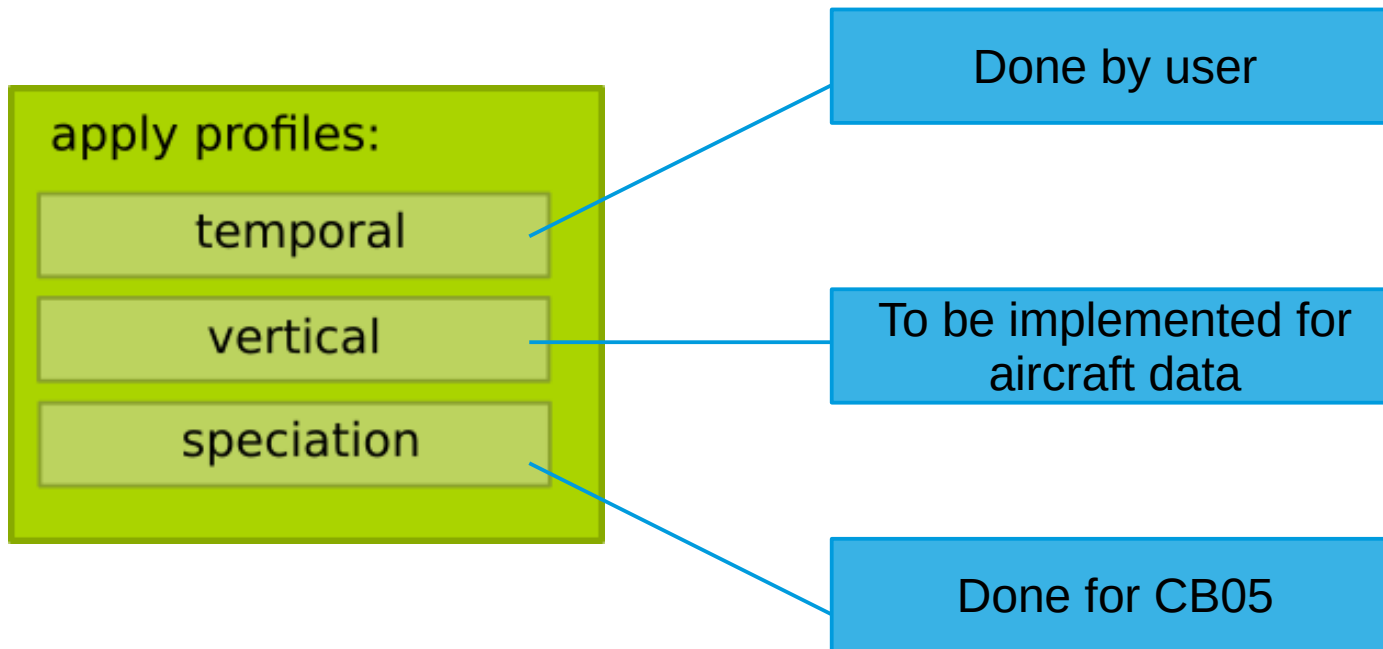 Done by user
apply profiles:
temporal
vertical
To be implemented for
aircraft data
speciation
Done for CB05